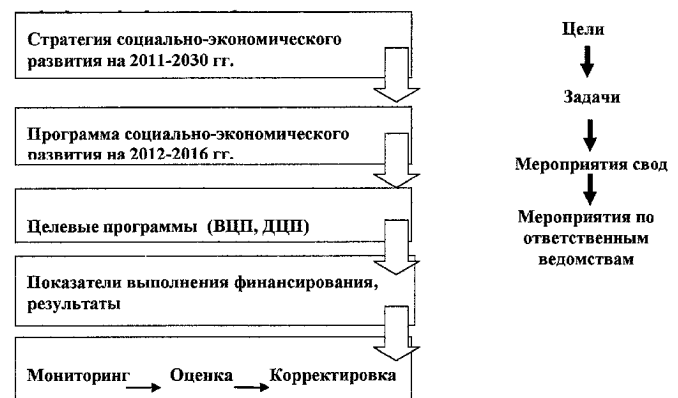 Стратегия социально-экономического
развития на 2011-2030 гг.
Программа социально-экономического
развития на 2012-2016 гг.
Целевые программы (ВЦП, ДЦП)
Показатели выполнения финансирования,
результаты
Мониторинг Оценка Корректировка
Цели
Задачи
Мероприятия свод
Мероприятия по
ответственным
ведомствам